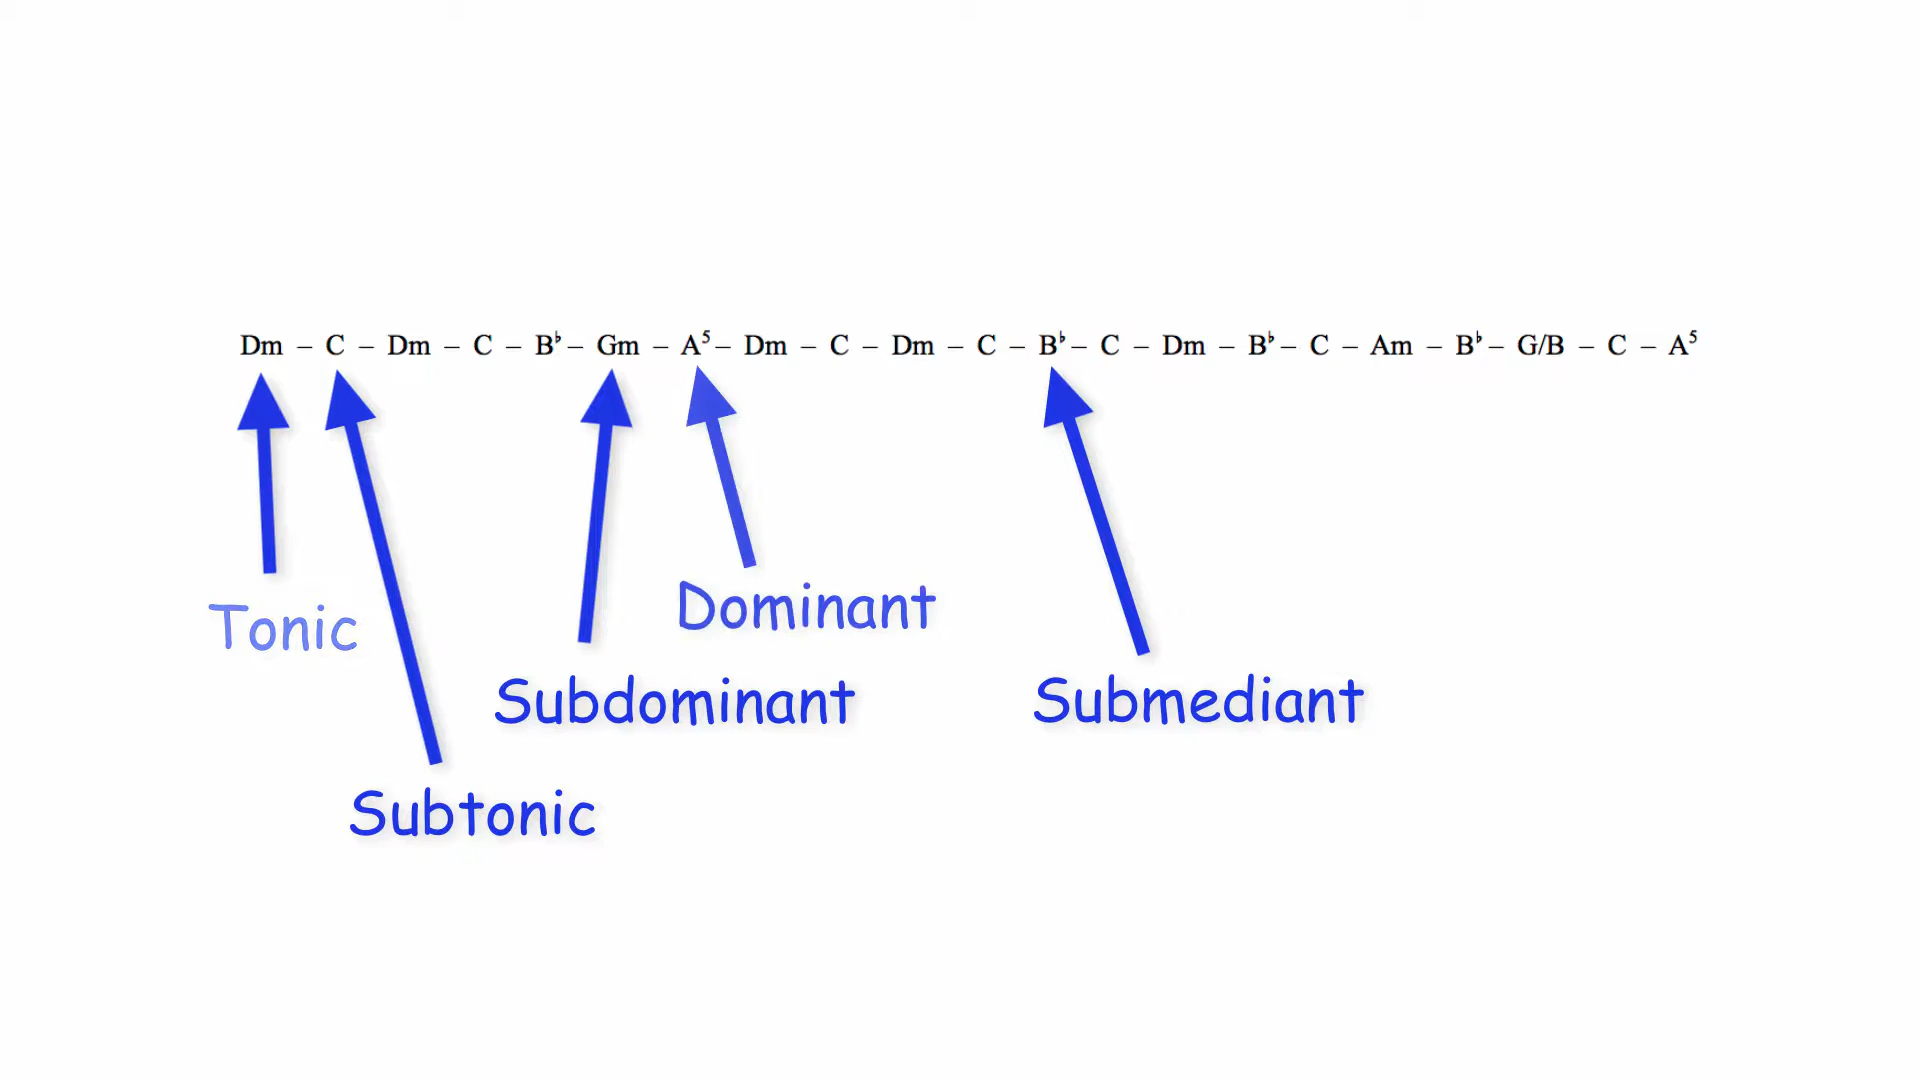 Dm – C – Dm – C – B♭ – Gm – A⁵ – Dm – C – Dm – C – B♭ – C – Dm – B♭ – C – Am – B♭ – G/B – C – A⁵
Tonic
Dominant
Subdominant
Submediant
Subtonic